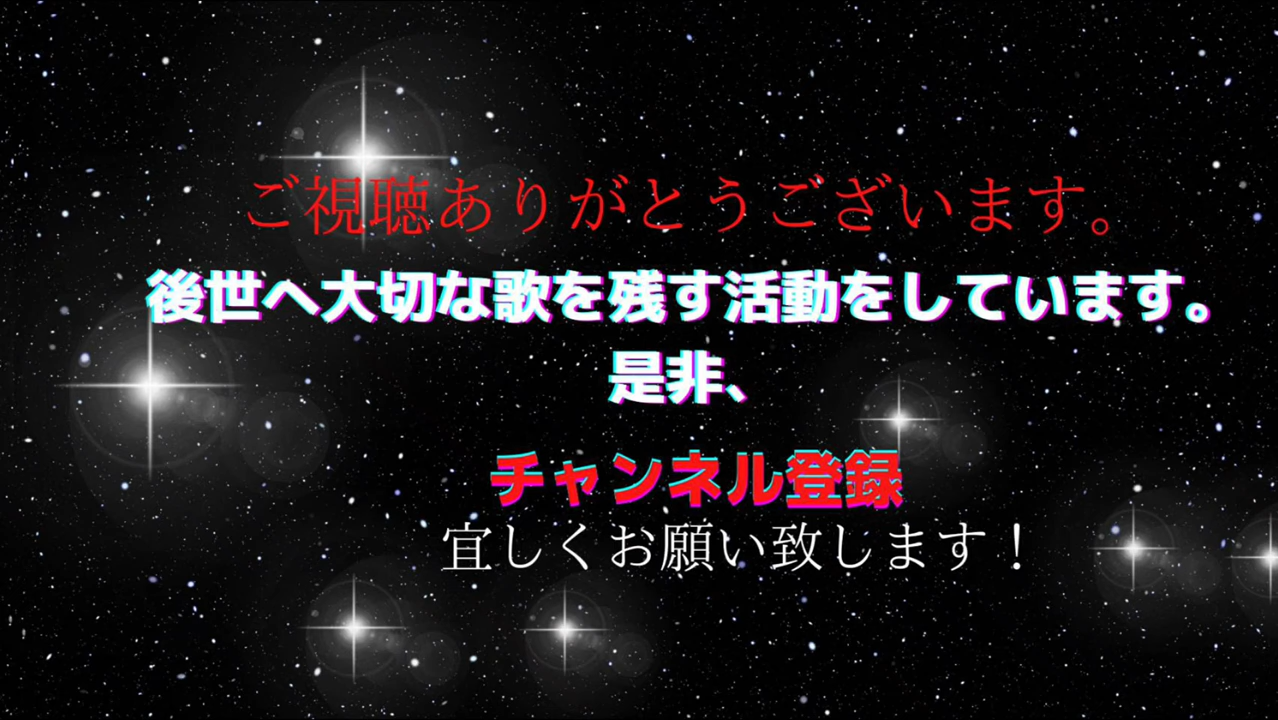 ご視聴ありがとうございます。
後世へ大切な歌を残す活動をしています。
是非、
チャンネル登録
宜しくお願い致します！